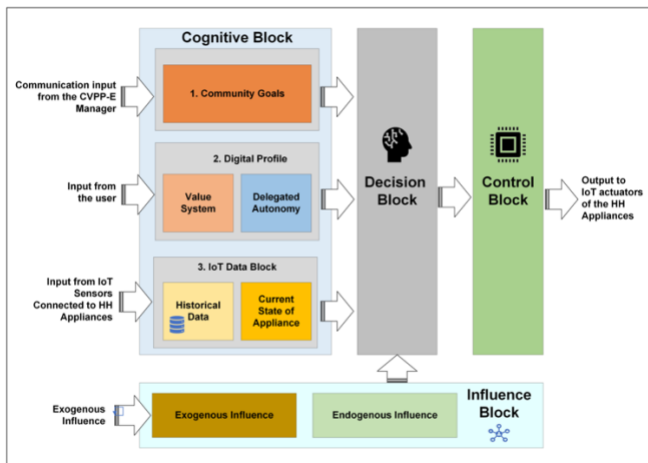 Cognitive Block
Communication input
from the CVPP-E
Manager
1. Community Goals
2. Digital Profile
Input from
the user
Value
System
Delegated
Autonomy
3. IoT Data Block
Input from IoT
Sensors
Connected to HH
Appliances
Historical
Data
Current
State of
Appliance
Decision
Block
Control
Block
Output to
IoT actuators
of the HH
Appliances
Influence
Block
Exogenous
Influence
Exogenous Influence
Endogenous Influence